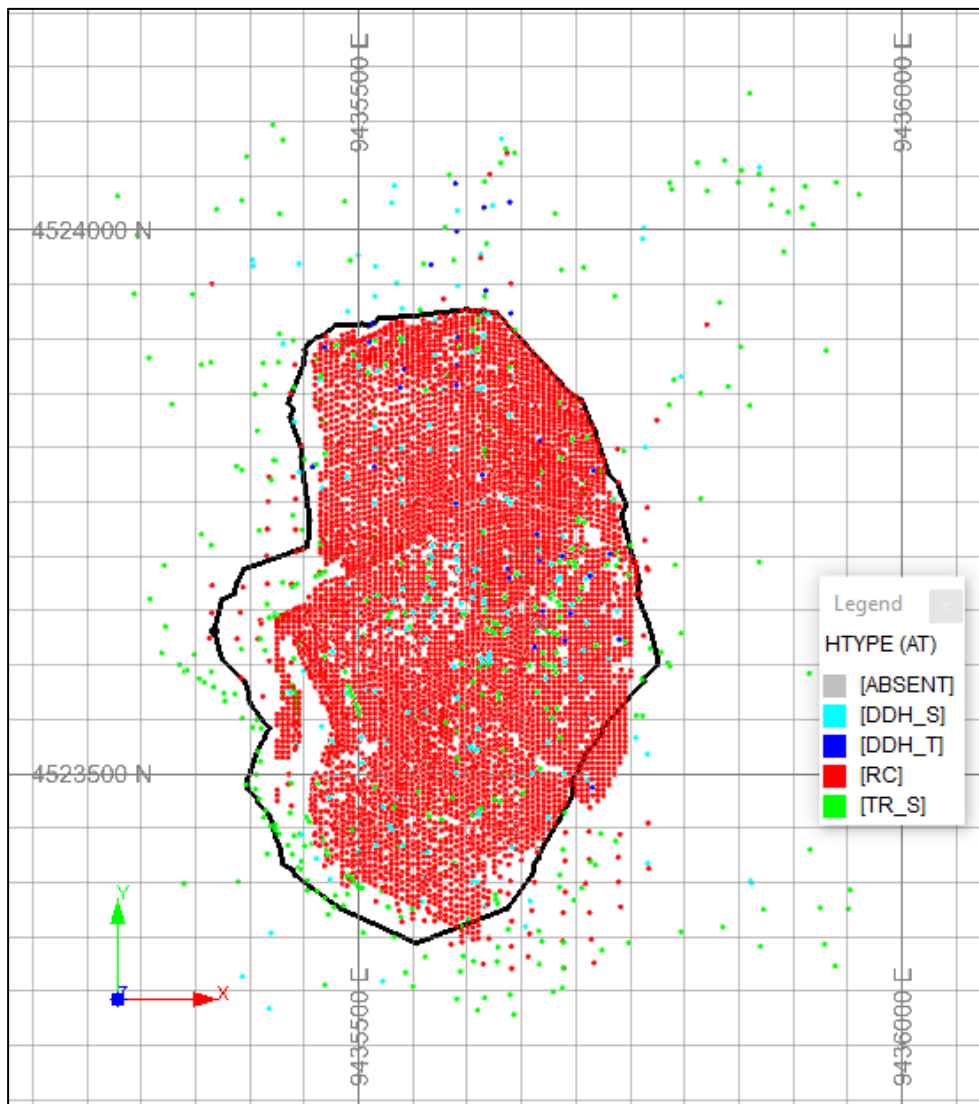 9435500 E
9436000 E
4524000 N
Legend
x
HTYPE (AT)
[ABSENT]
[DDH_S]
[DDH_T]
[RC]
[TR_S]
4523500 N
Y
Z
X
9435500 E
9436000 E